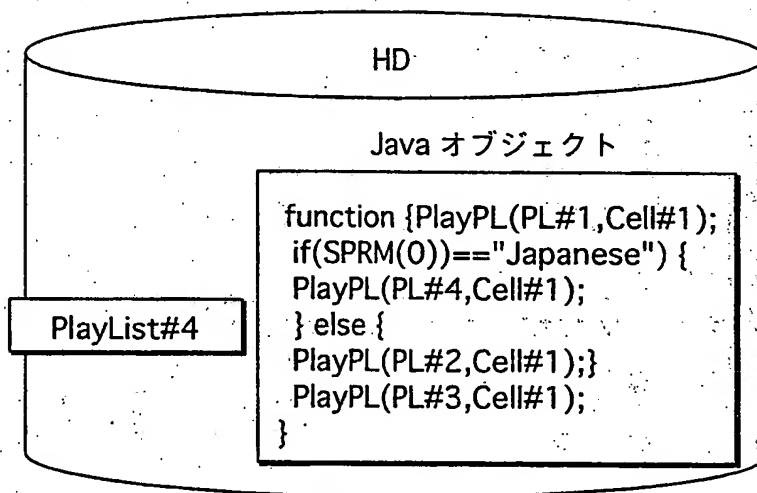 HD
Java オブジェクト
function {PlayPL(PL#1,Cell#1);
if(SPRM(0))=="Japanese") {
PlayPL(PL#4,Cell#1);
} else {
PlayPL(PL#2,Cell#1);}
PlayPL(PL#3,Cell#1);
}
PlayList#4